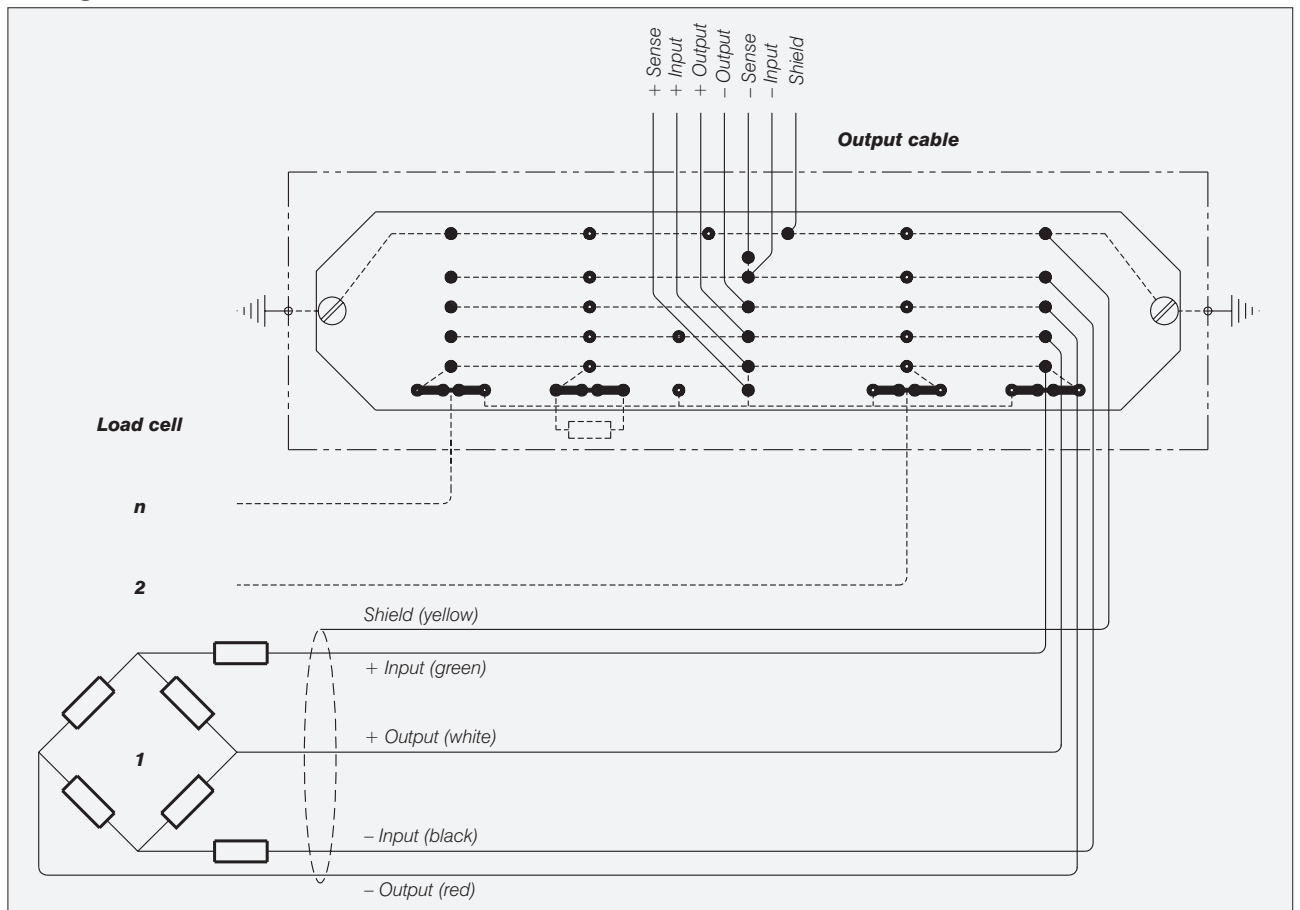 + Sense
+ Input
+ Output
– Output
– Sense
– Input
Shield
Output cable
Load cell
n
2
Shield (yellow)
+ Input (green)
+ Output (white)
1
– Input (black)
– Output (red)